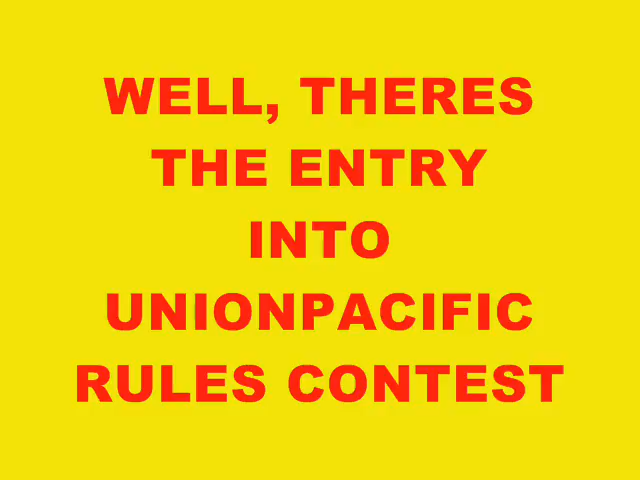 WELL, THERES
THE ENTRY
INTO
UNIONPACIFIC
RULES CONTEST